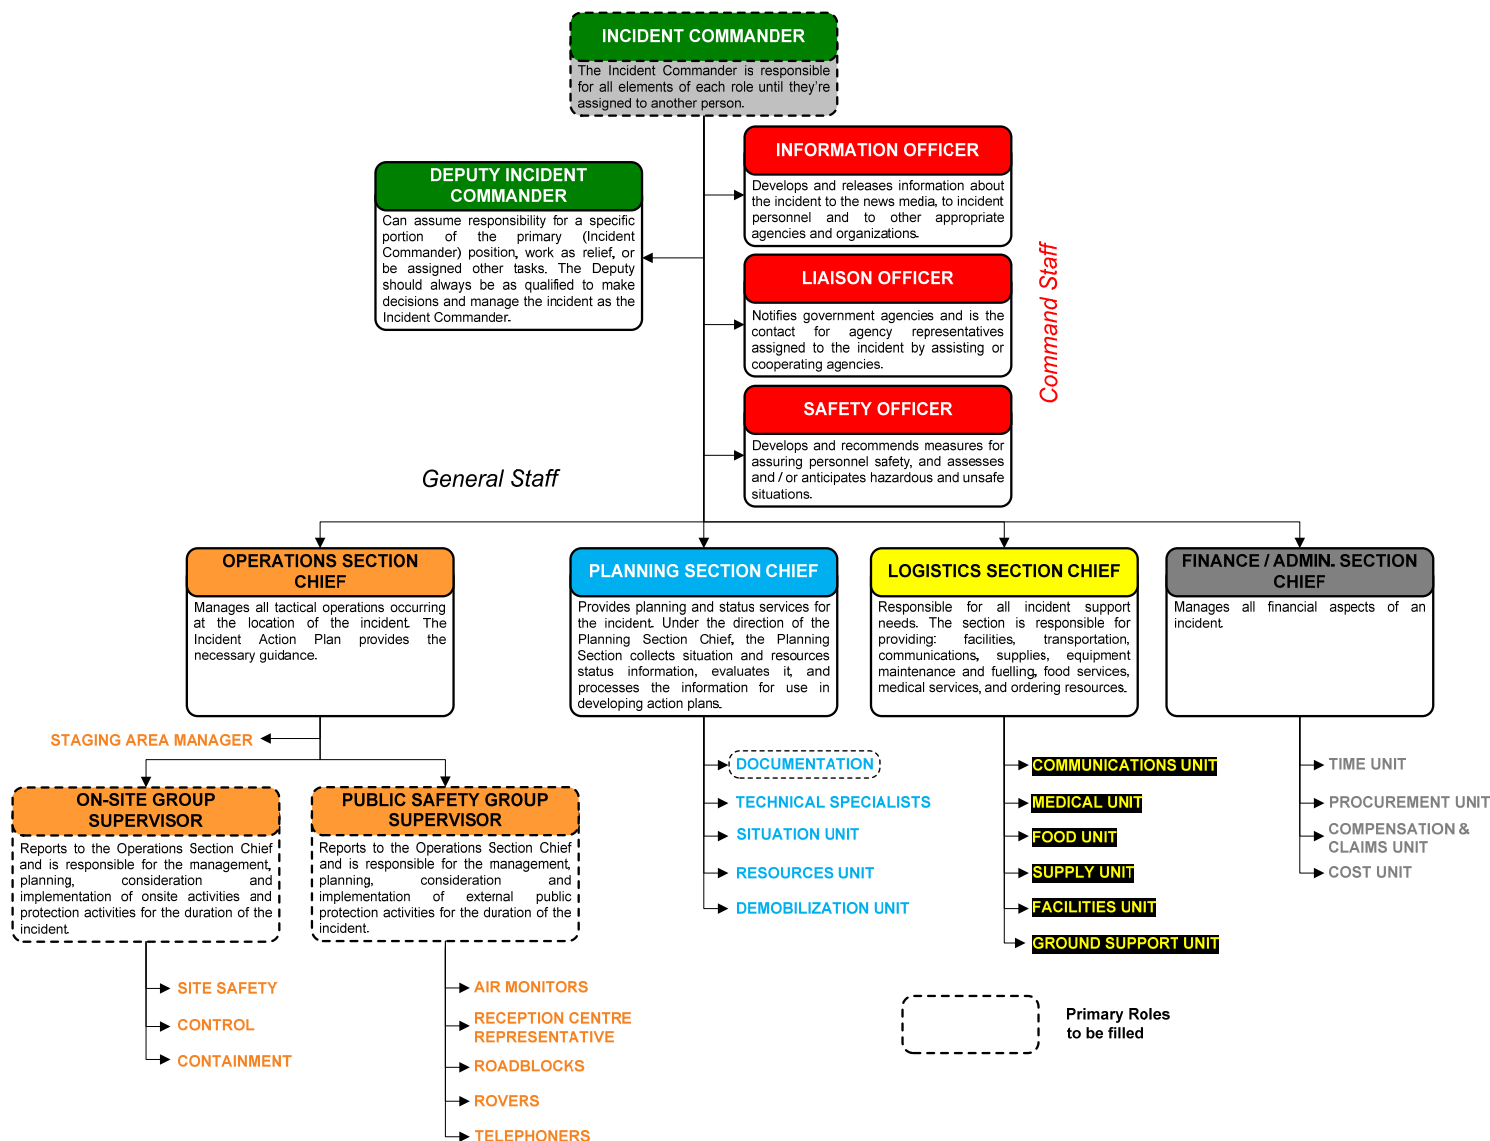 INCIDENT COMMANDER
The Incident Commander is responsible
for all elements of each role until they're
assigned to another person.
INFORMATION OFFICER
Develops and releases information about
the incident to the news media, to incident
personnel and to other appropriate
agencies and organizations.
DEPUTY INCIDENT
COMMANDER
Can assume responsibility for a specific
portion of the primary (Incident
Commander) position, work as relief, or
be assigned other tasks. The Deputy
should always be as qualified to make
decisions and manage the incident as the
Incident Commander.
LIAISON OFFICER
Notifies government agencies and is the
contact for agency representatives
assigned to the incident by assisting or
cooperating agencies.
Command Staff
SAFETY OFFICER
Develops and recommends measures for
assuring personnel safety, and assesses
and / or anticipates hazardous and unsafe
situations.
General Staff
OPERATIONS SECTION
CHIEF
Manages all tactical operations occurring
at the location of the incident. The
Incident Action Plan provides the
necessary guidance.
PLANNING SECTION CHIEF
Provides planning and status services for
the incident. Under the direction of the
Planning Section Chief, the Planning
Section collects situation and resources
status information, evaluates it, and
processes the information for use in
developing action plans.
LOGISTICS SECTION CHIEF
Responsible for all incident support
needs. The section is responsible for
providing: facilities, transportation,
communications, supplies, equipment
maintenance and fuelling, food services,
medical services, and ordering resources.
FINANCE / ADMIN. SECTION
CHIEF
Manages all financial aspects of an
incident.
STAGING AREA MANAGER
ON-SITE GROUP
SUPERVISOR
Reports to the Operations Section Chief
and is responsible for the management,
planning, consideration and
implementation of onsite activities and
protection activities for the duration of the
incident.
SITE SAFETY
CONTROL
CONTAINMENT
PUBLIC SAFETY GROUP
SUPERVISOR
Reports to the Operations Section Chief
and is responsible for the management,
planning, consideration and
implementation of external public
protection activities for the duration of the
incident.
AIR MONITORS
RECEPTION CENTRE
REPRESENTATIVE
ROADBLOCKS
ROVERS
TELEPHONERS
DOCUMENTATION
TECHNICAL SPECIALISTS
SITUATION UNIT
RESOURCES UNIT
DEMOBILIZATION UNIT
COMMUNICATIONS UNIT
MEDICAL UNIT
FOOD UNIT
SUPPLY UNIT
FACILITIES UNIT
GROUND SUPPORT UNIT
TIME UNIT
PROCUREMENT UNIT
COMPENSATION &
CLAIMS UNIT
COST UNIT
Primary Roles
to be filled